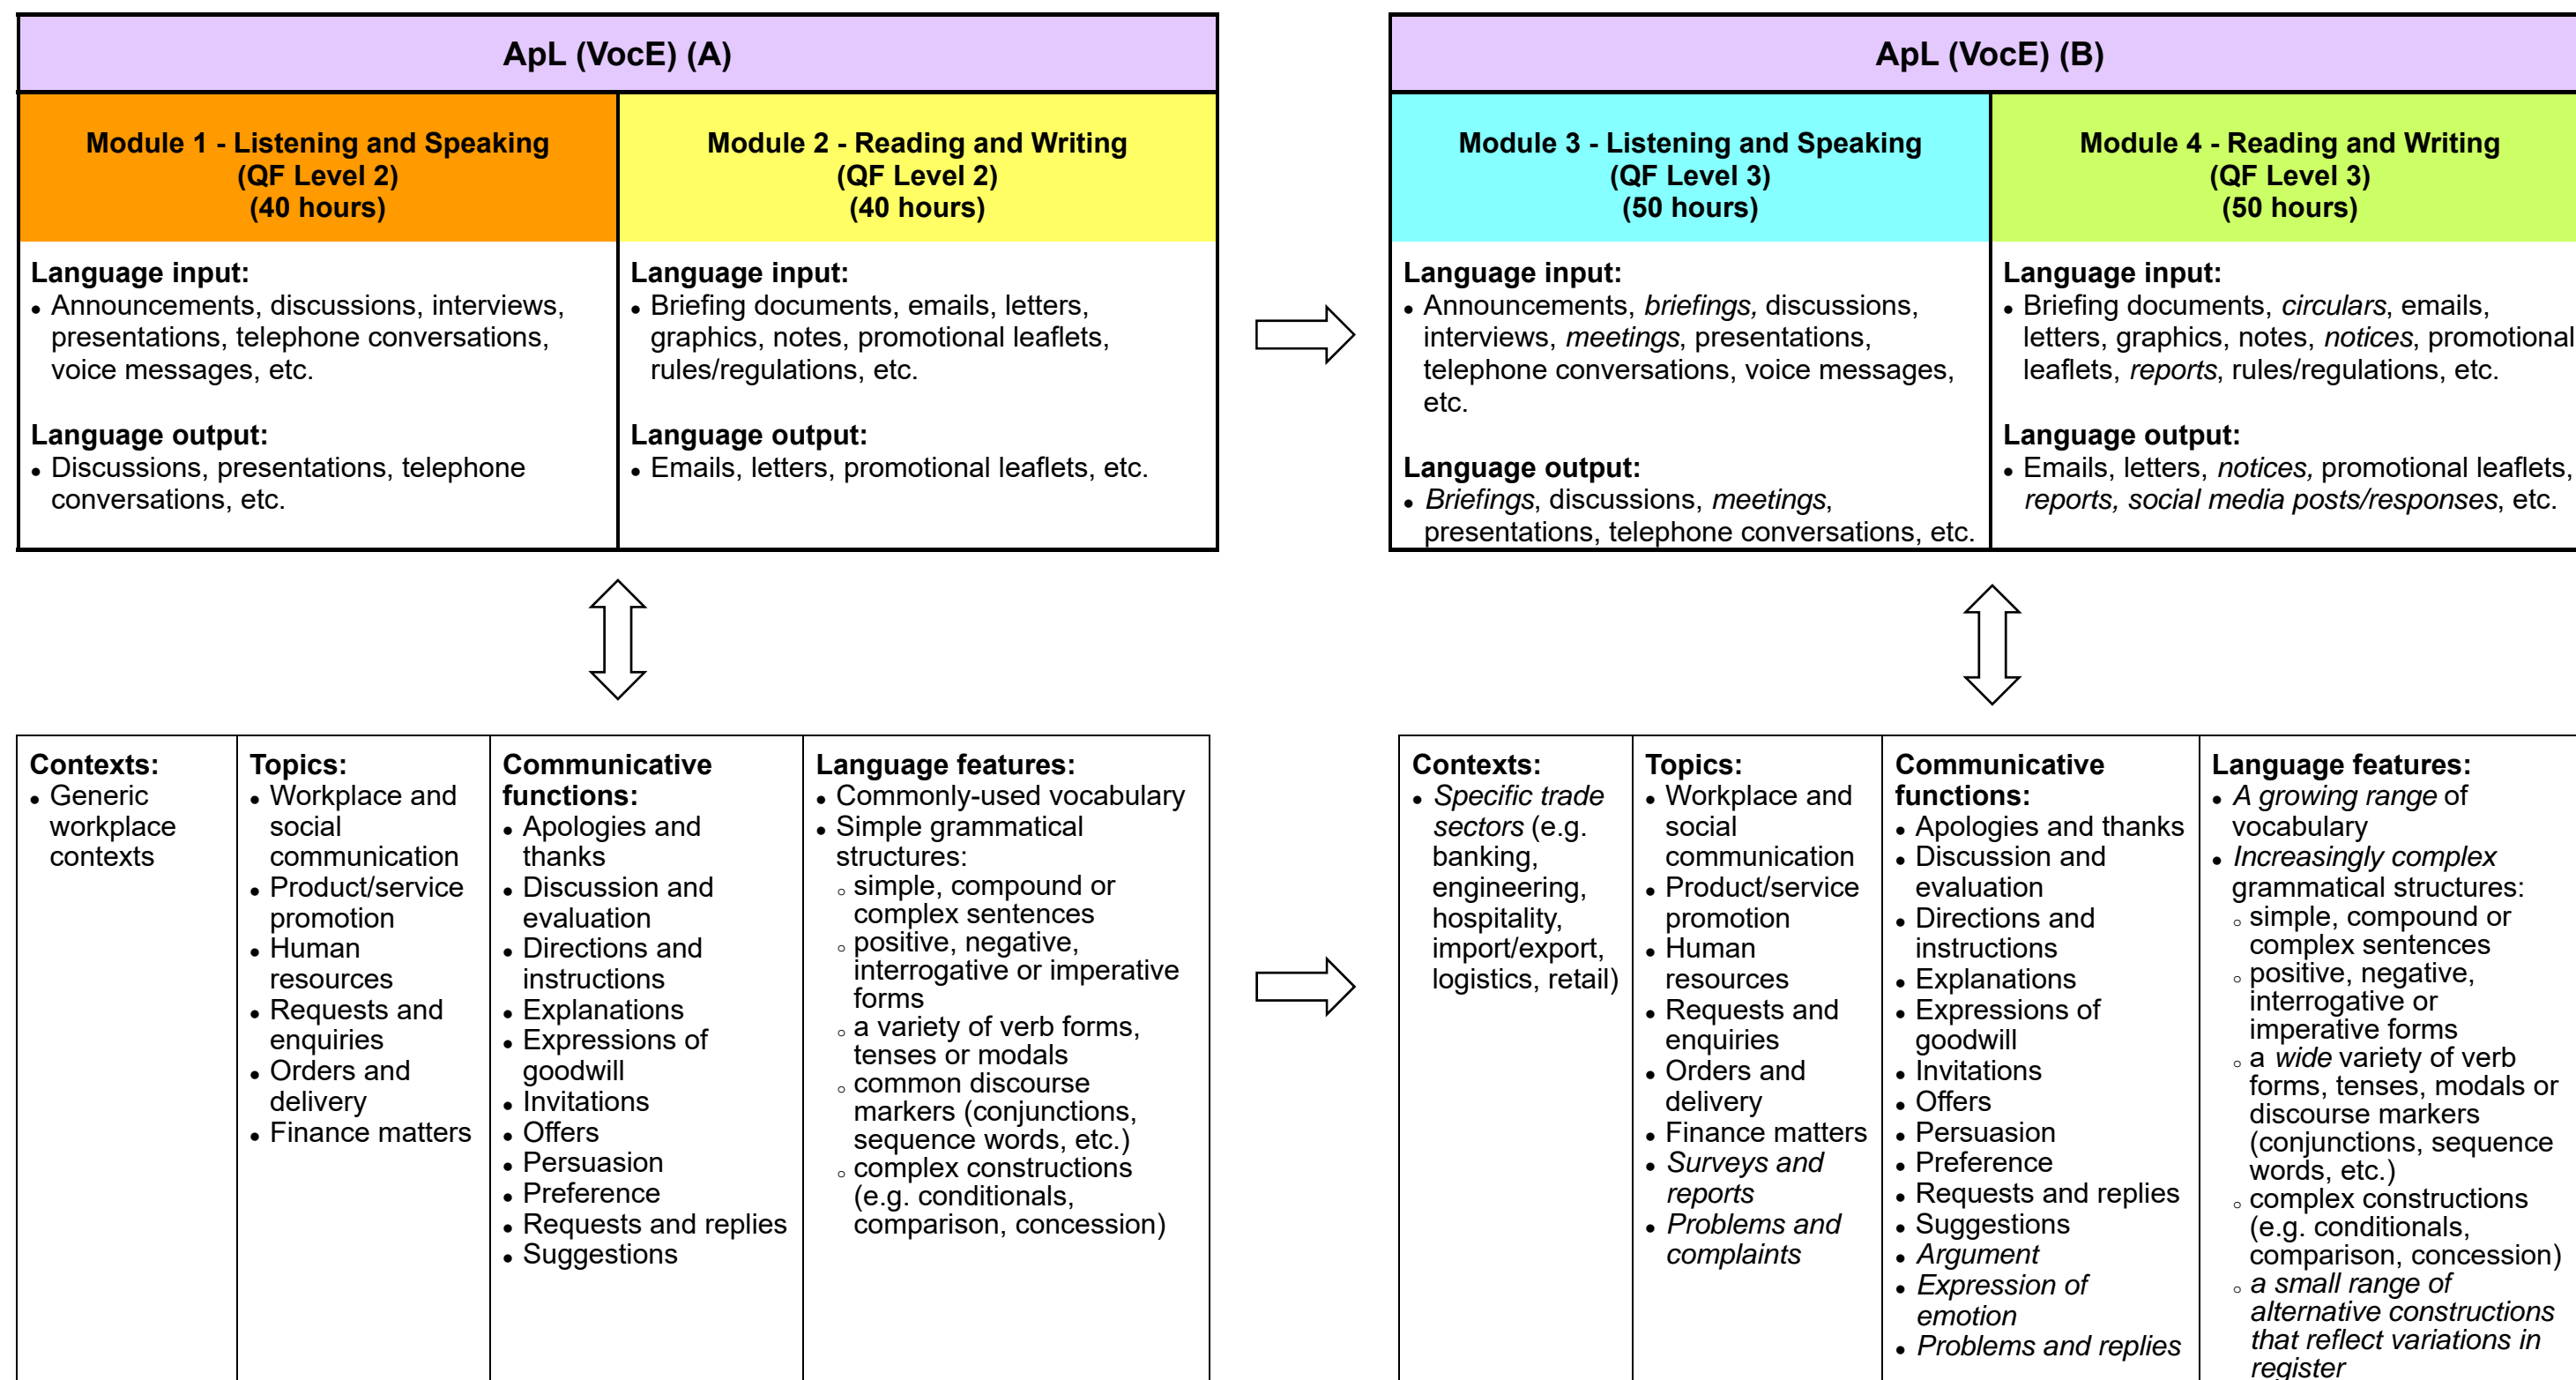 ApL (VocE) (A)
Module 1 - Listening and Speaking
(QF Level 2)
(40 hours)
Module 2 - Reading and Writing
(QF Level 2)
(40 hours)
Language input:
• Announcements, discussions, interviews,
presentations, telephone conversations,
voice messages, etc.
Language output:
• Discussions, presentations, telephone
conversations, etc.
Language input:
• Briefing documents, emails, letters,
graphics, notes, promotional leaflets,
rules/regulations, etc.
Language output:
• Emails, letters, promotional leaflets, etc.
ApL (VocE) (B)
Module 3 - Listening and Speaking
(QF Level 3)
(50 hours)
Module 4 - Reading and Writing
(QF Level 3)
(50 hours)
Language input:
• Announcements, briefings, discussions,
interviews, meetings, presentations,
telephone conversations, voice messages,
etc.
Language output:
• Briefings, discussions, meetings,
presentations, telephone conversations, etc.
Language input:
• Briefing documents, circulars, emails,
letters, graphics, notes, notices, promotional
leaflets, reports, rules/regulations, etc.
Language output:
• Emails, letters, notices, promotional leaflets,
reports, social media posts/responses, etc.
Contexts:
• Generic
workplace
contexts
Topics:
• Workplace and
social
communication
• Product/service
promotion
• Human
resources
• Requests and
enquiries
• Orders and
delivery
• Finance matters
Communicative
functions:
• Apologies and
thanks
• Discussion and
evaluation
• Directions and
instructions
• Explanations
• Expressions of
goodwill
• Invitations
• Offers
• Persuasion
• Preference
• Requests and replies
• Suggestions
Language features:
• Commonly-used vocabulary
• Simple grammatical
structures:
◦ simple, compound or
complex sentences
◦ positive, negative,
interrogative or imperative
forms
◦ a variety of verb forms,
tenses or modals
◦ common discourse
markers (conjunctions,
sequence words, etc.)
◦ complex constructions
(e.g. conditionals,
comparison, concession)
Contexts:
• Specific trade
sectors (e.g.
banking,
engineering,
hospitality,
import/export,
logistics, retail)
Topics:
• Workplace and
social
communication
• Product/service
promotion
• Human
resources
• Requests and
enquiries
• Orders and
delivery
• Finance matters
• Surveys and
reports
• Problems and
complaints
Communicative
functions:
• Apologies and thanks
• Discussion and
evaluation
• Directions and
instructions
• Explanations
• Expressions of
goodwill
• Invitations
• Offers
• Persuasion
• Preference
• Requests and replies
• Suggestions
• Argument
• Expression of
emotion
• Problems and replies
Language features:
• A growing range of
vocabulary
• Increasingly complex
grammatical structures:
◦ simple, compound or
complex sentences
◦ positive, negative,
interrogative or
imperative forms
◦ a wide variety of verb
forms, tenses, modals or
discourse markers
(conjunctions, sequence
words, etc.)
◦ complex constructions
(e.g. conditionals,
comparison, concession)
◦ a small range of
alternative constructions
that reflect variations in
register